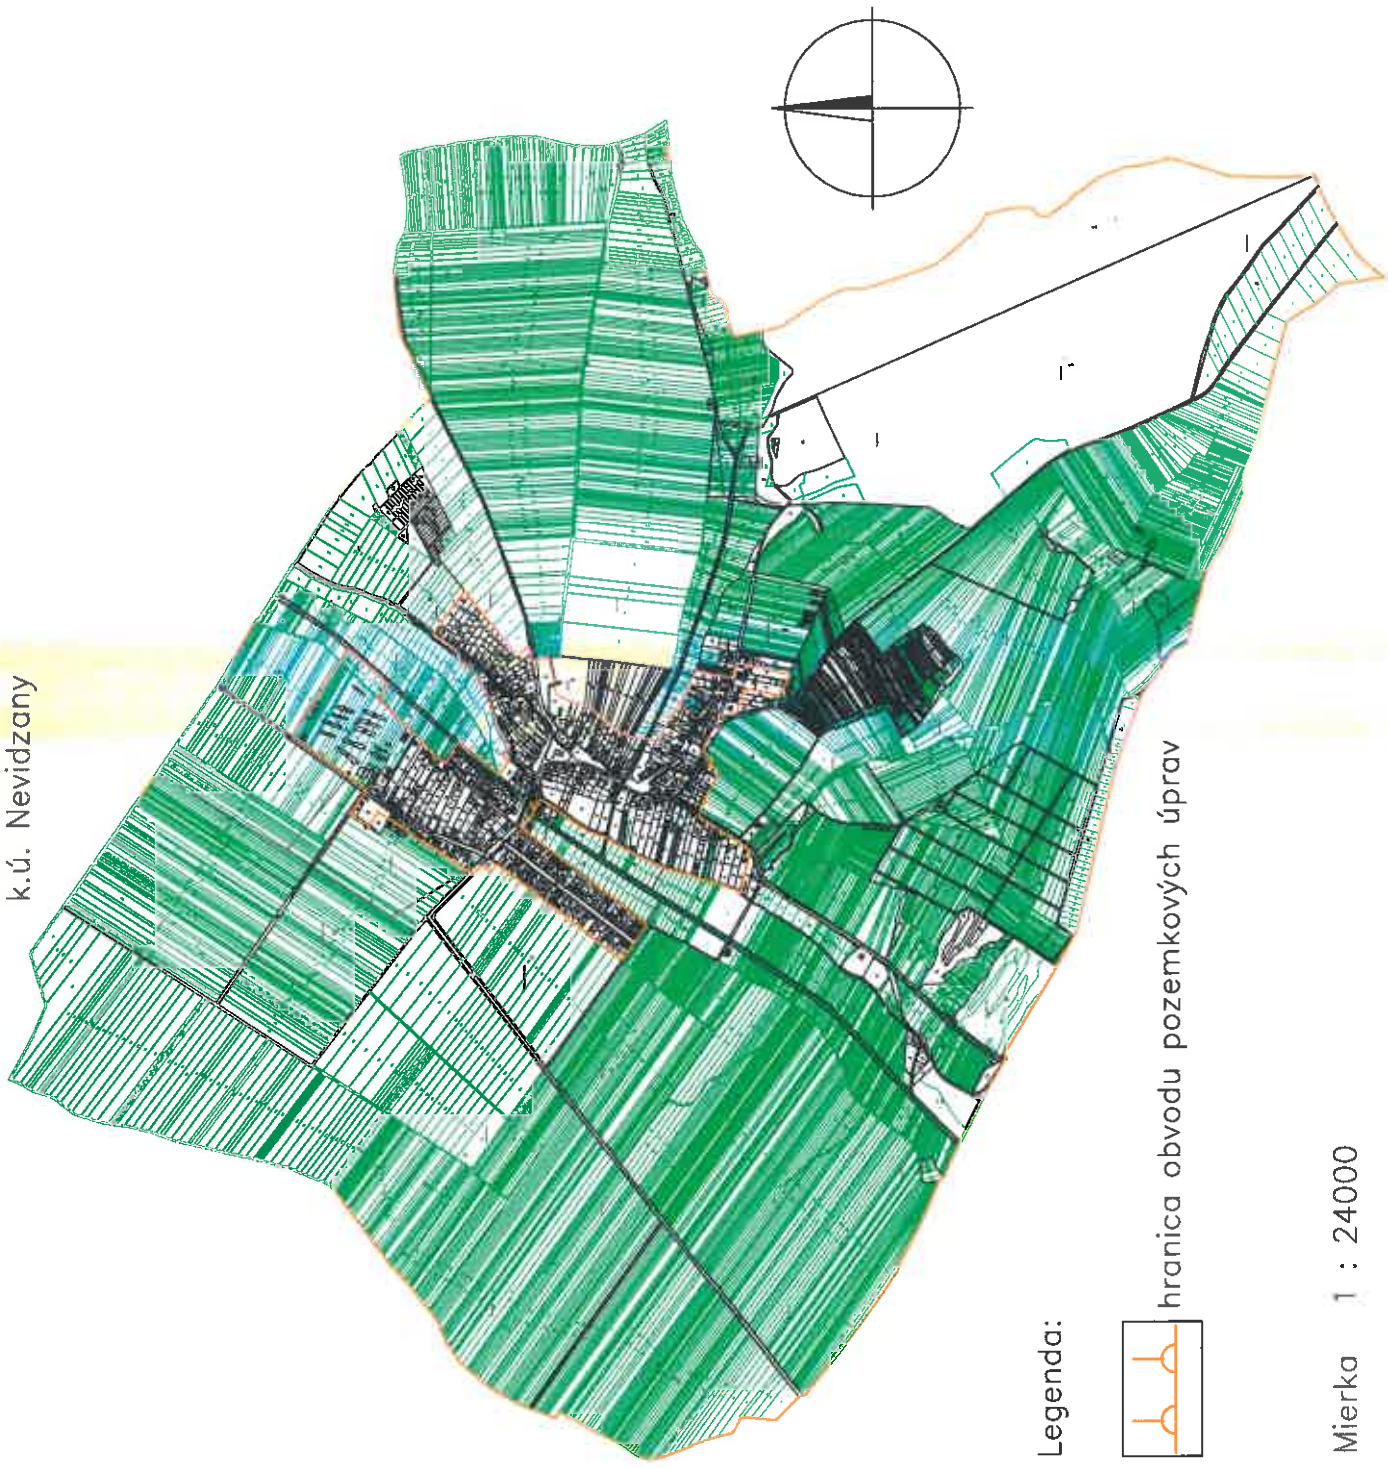 k.ú. Nevidzany
Legenda:
hranica obvodu pozemkových úprav
Mierka 1 : 24000